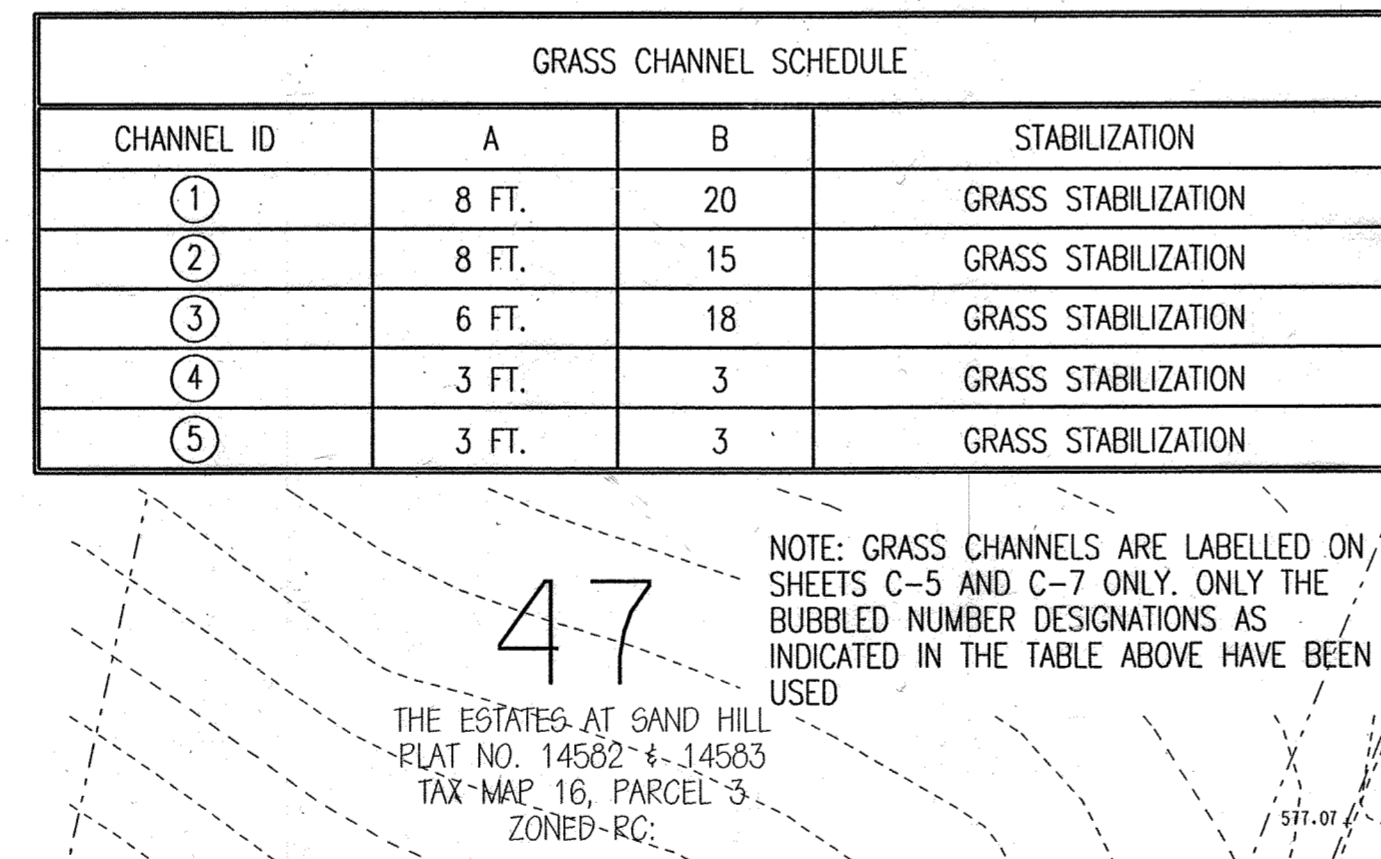 GRASS CHANNEL SCHEDULE
CHANNEL ID A B STABILIZATION
1 8 FT. 20 GRASS STABILIZATION
2 8 FT. 15 GRASS STABILIZATION
3 6 FT. 18 GRASS STABILIZATION
4 3 FT. 3 GRASS STABILIZATION
5 3 FT. 3 GRASS STABILIZATION
NOTE: GRASS CHANNELS ARE LABELLED ON
SHEETS C-5 AND C-7 ONLY. ONLY THE
BUBBLED NUMBER DESIGNATIONS AS
INDICATED IN THE TABLE ABOVE HAVE BEEN
USED
47
THE ESTATES AT SAND HILL
PLAT NO. 14582 & 14583
TAX MAP 16, PARCEL 3
ZONED RC:
577.07